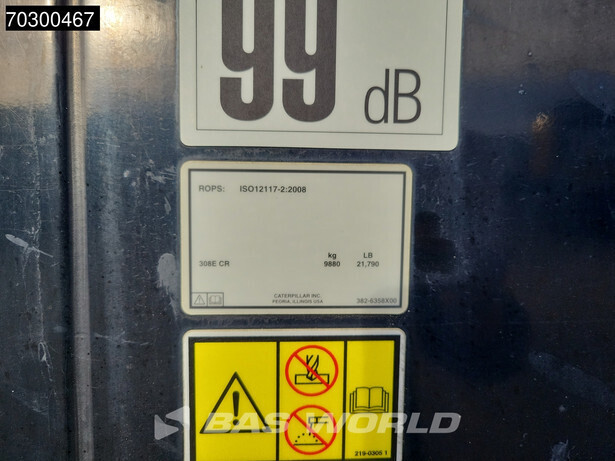 70300467
99
dB
ROPS: ISO12117-2:2008
kg LB
308E CR 9880 21,790
CATERPILLAR INC.
PEORIA, ILLINOIS USA
382-6358X00
219-0305 1
BAS WORLD